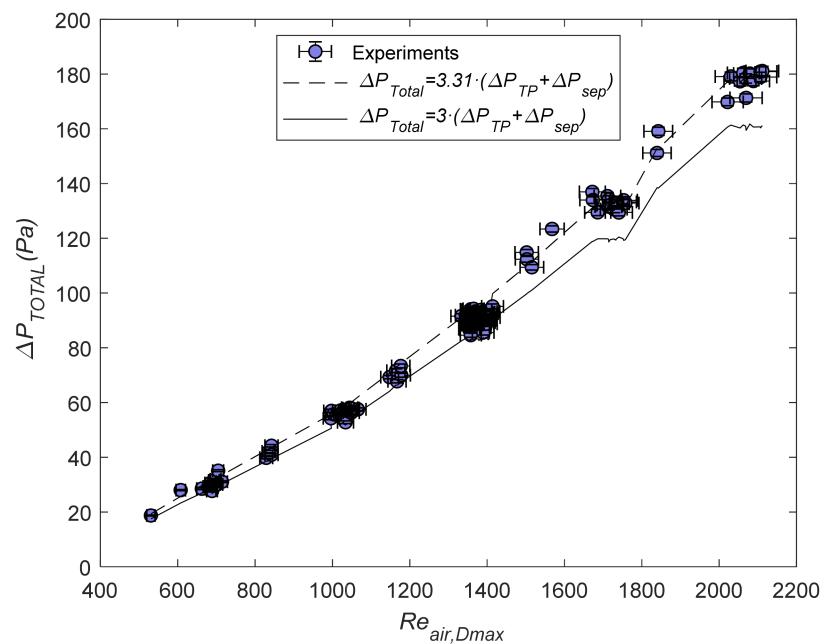 200
180
160
140
120
100
80
60
40
20
0
ΔP_TOTAL(Pa)
Experiments
ΔP_Total=3.31·(ΔP_TP+ΔP_sep)
ΔP_Total=3·(ΔP_TP+ΔP_sep)
400 600 800 1000 1200 1400 1600 1800 2000 2200
Re_air,Dmax